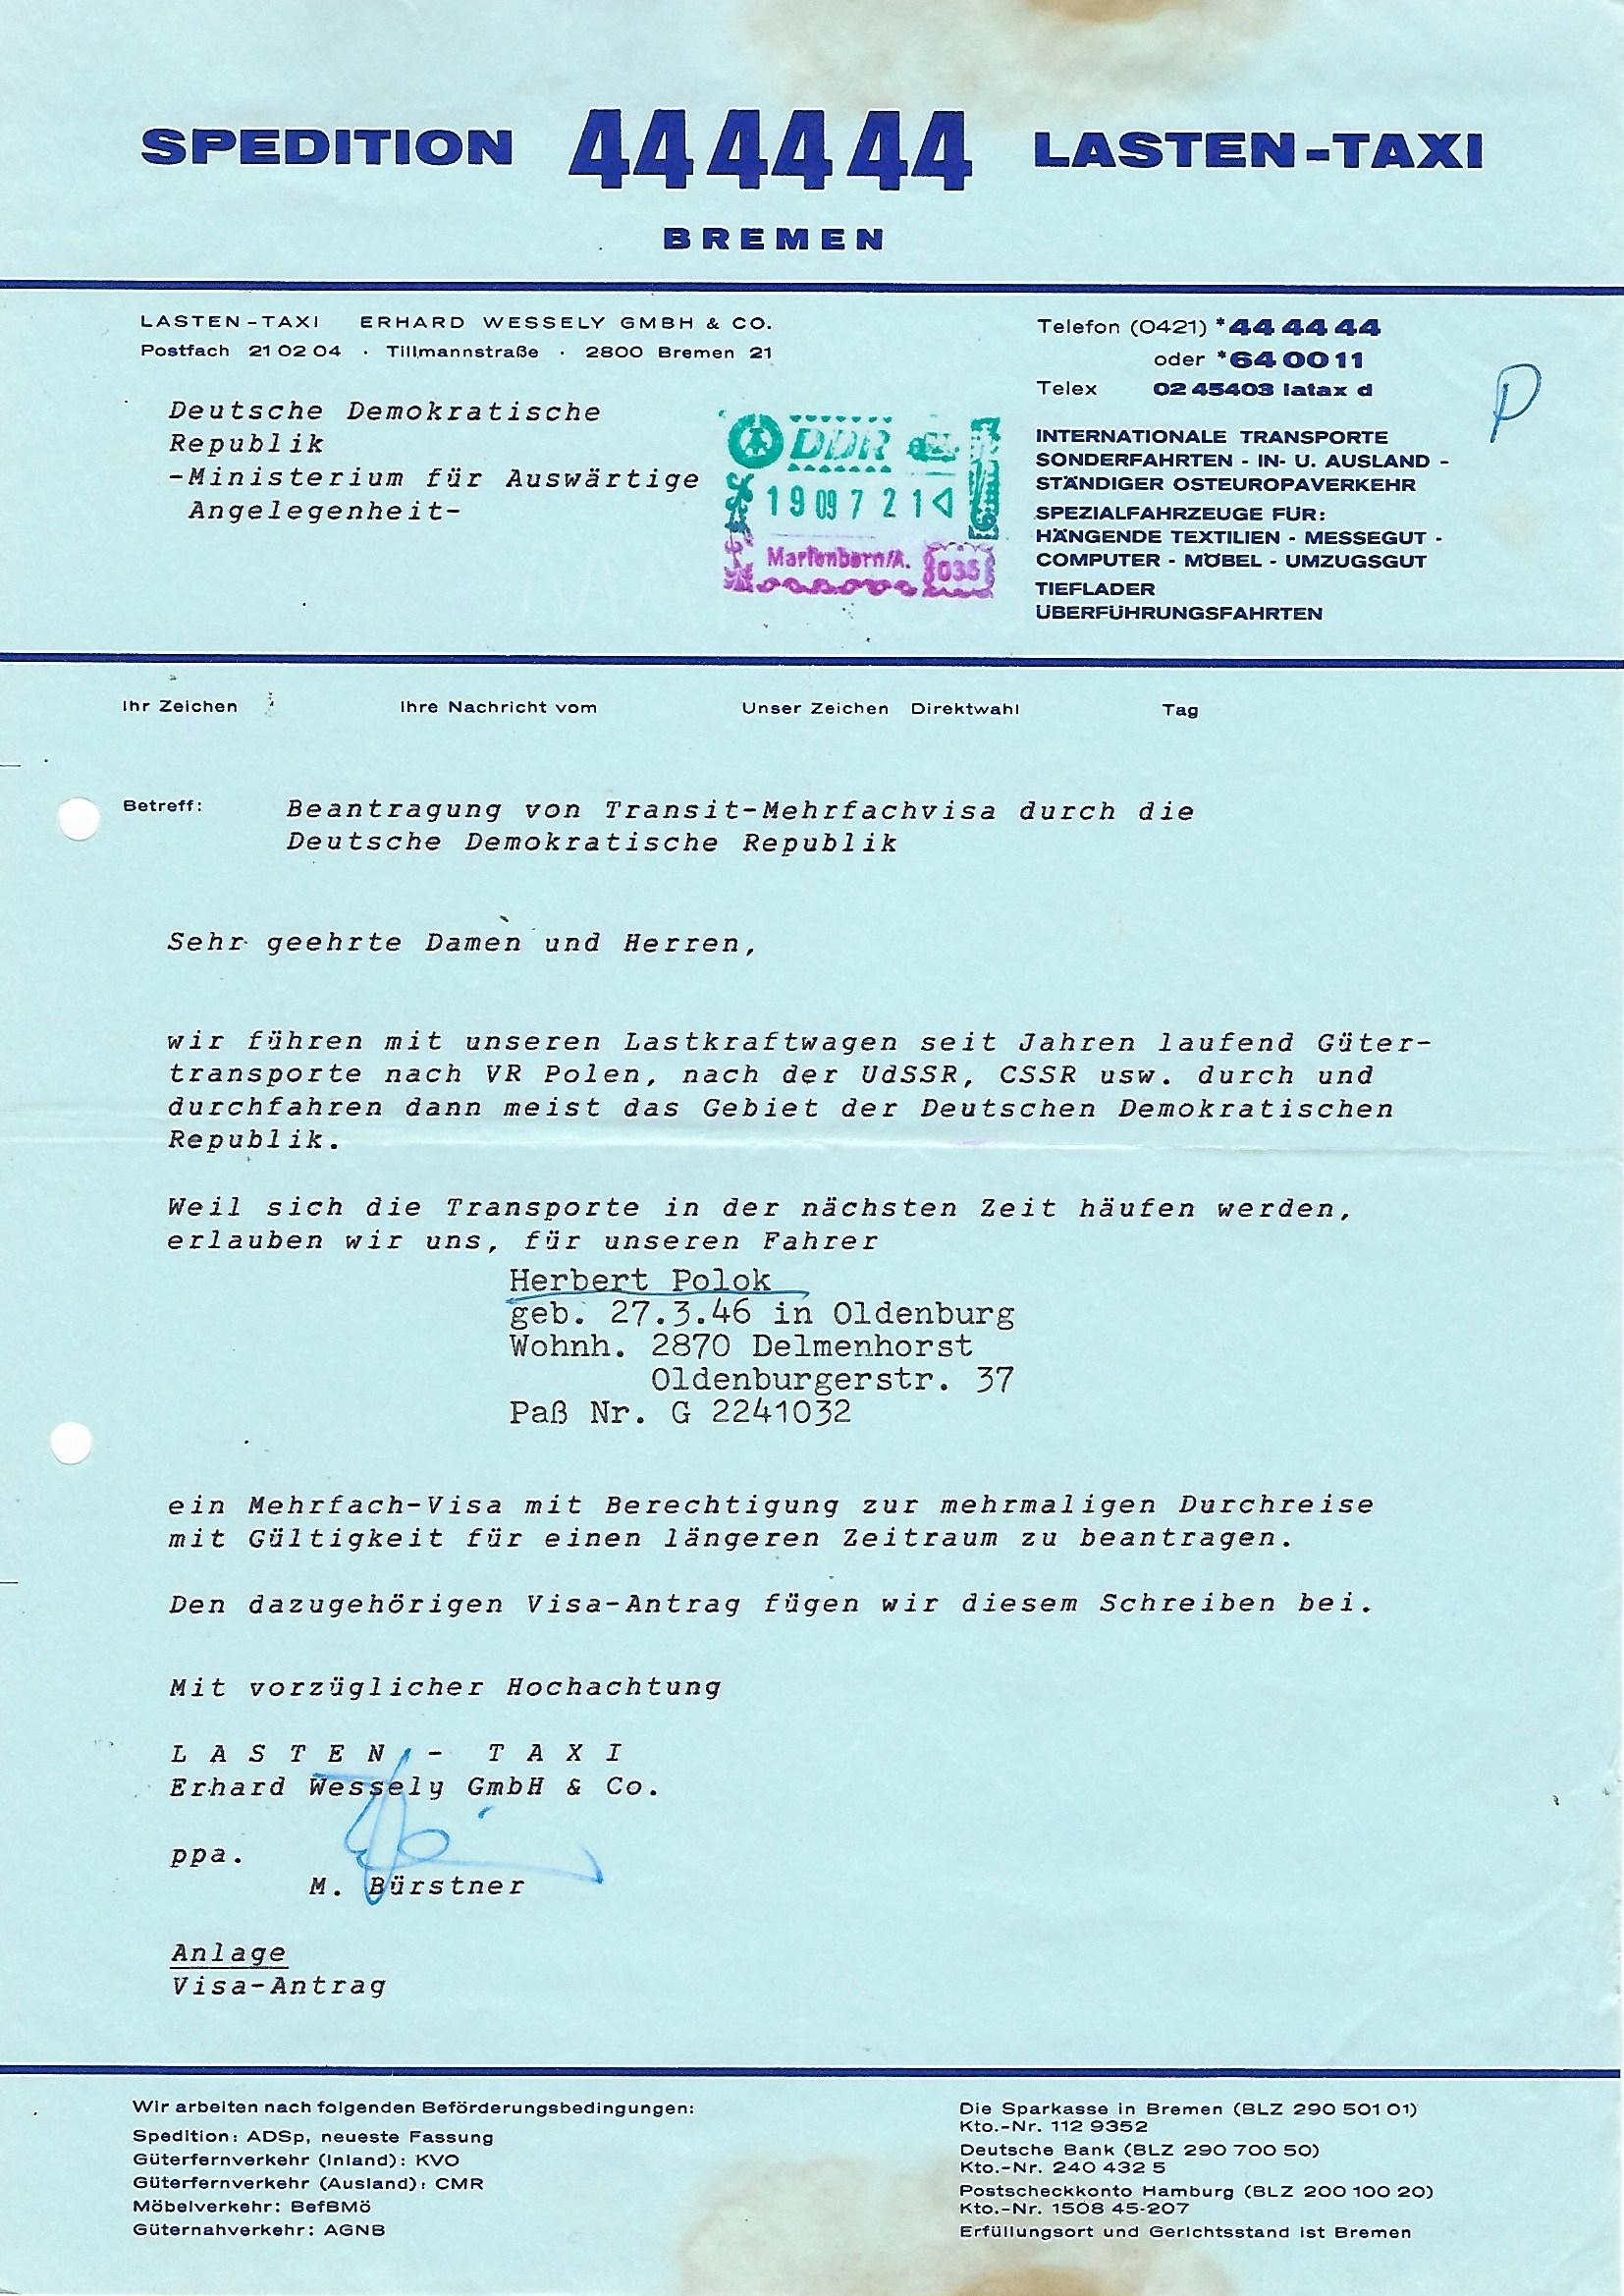 SPEDITION 44 44 44 LASTEN-TAXI
BREMEN
LASTEN-TAXI ERHARD WESSELY GMBH & CO.
Postfach 21 02 04 · Tillmannstraße · 2800 Bremen 21
Telefon (0421) *44 44 44
oder *64 00 11
Telex 02 45403 latax d
P
Deutsche Demokratische
Republik
-Ministerium für Auswärtige
Angelegenheit-
DDR
19 09 7 2 1
Marienborn/A. 035
INTERNATIONALE TRANSPORTE
SONDERFAHRTEN - IN- U. AUSLAND -
STÄNDIGER OSTEUROPAVERKEHR
SPEZIALFAHRZEUGE FÜR:
HÄNGENDE TEXTILIEN - MESSEGUT -
COMPUTER - MÖBEL - UMZUGSGUT
TIEFLADER
ÜBERFÜHRUNGSFAHRTEN
Ihr Zeichen Ihre Nachricht vom Unser Zeichen Direktwahl Tag
Betreff: Beantragung von Transit-Mehrfachvisa durch die
Deutsche Demokratische Republik
Sehr geehrte Damen und Herren,
wir führen mit unseren Lastkraftwagen seit Jahren laufend Güter-
transporte nach VR Polen, nach der UdSSR, CSSR usw. durch und
durchfahren dann meist das Gebiet der Deutschen Demokratischen
Republik.
Weil sich die Transporte in der nächsten Zeit häufen werden,
erlauben wir uns, für unseren Fahrer
Herbert Polok
geb. 27.3.46 in Oldenburg
Wohnh. 2870 Delmenhorst
Oldenburgerstr. 37
Paß Nr. G 2241032
ein Mehrfach-Visa mit Berechtigung zur mehrmaligen Durchreise
mit Gültigkeit für einen längeren Zeitraum zu beantragen.
Den dazugehörigen Visa-Antrag fügen wir diesem Schreiben bei.
Mit vorzüglicher Hochachtung
L A S T E N - T A X I
Erhard Wessely GmbH & Co.
ppa.
M. Bürstner
Anlage
Visa-Antrag
Wir arbeiten nach folgenden Beförderungsbedingungen:
Spedition: ADSp, neueste Fassung
Güterfernverkehr (Inland): KVO
Güterfernverkehr (Ausland): CMR
Möbelverkehr: BefBMö
Güternahverkehr: AGNB
Die Sparkasse in Bremen (BLZ 290 501 01)
Kto.-Nr. 112 9352
Deutsche Bank (BLZ 290 700 50)
Kto.-Nr. 240 432 5
Postscheckkonto Hamburg (BLZ 200 100 20)
Kto.-Nr. 1508 45-207
Erfüllungsort und Gerichtsstand ist Bremen